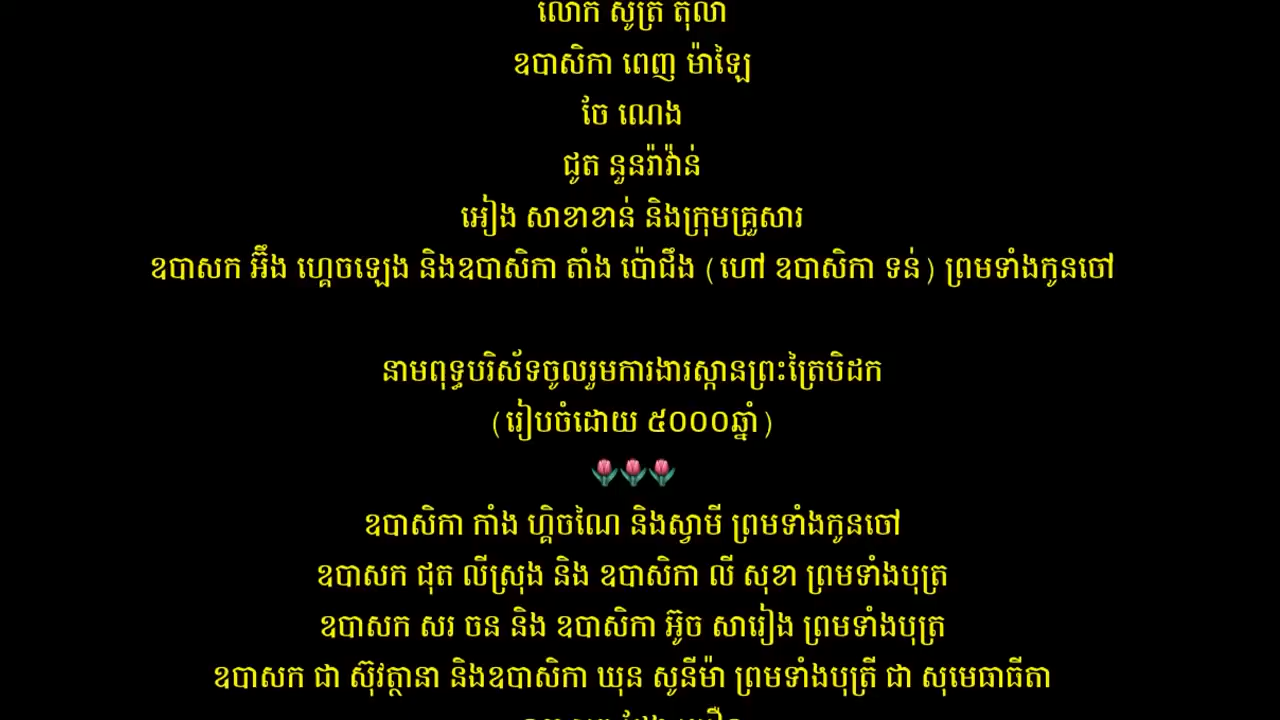 លោក សូត្រ តុលា
ឧបាសិកា ពេញ ម៉ាឡៃ
ចែ ណេង
ជូត នួនរ៉ាវ៉ាន់
អៀង សាខាខាន់ និងក្រុមគ្រួសារ
ឧបាសក អ៊ឹង ហ្គេចឡេង និងឧបាសិកា តាំង ប៉ោជឹង (ហៅ ឧបាសិកា ទន់) ព្រមទាំងកូនចៅ
នាមពុទ្ធបរិស័ទចូលរួមការងារស្កានព្រះត្រៃបិដក
(រៀបចំដោយ ៥០០០ឆ្នាំ)
🌷🌷🌷
ឧបាសិកា កាំង ហ្គិចណៃ និងស្វាមី ព្រមទាំងកូនចៅ
ឧបាសក ជុត លីស្រុង និង ឧបាសិកា លី សុខា ព្រមទាំងបុត្រ
ឧបាសក សរ ចន និង ឧបាសិកា អ៊ូច សារៀង ព្រមទាំងបុត្រ
ឧបាសក ជា ស៊ុវត្ថានា និងឧបាសិកា ឃុន សូនីម៉ា ព្រមទាំងបុត្រី ជា សុមេធាធីតា